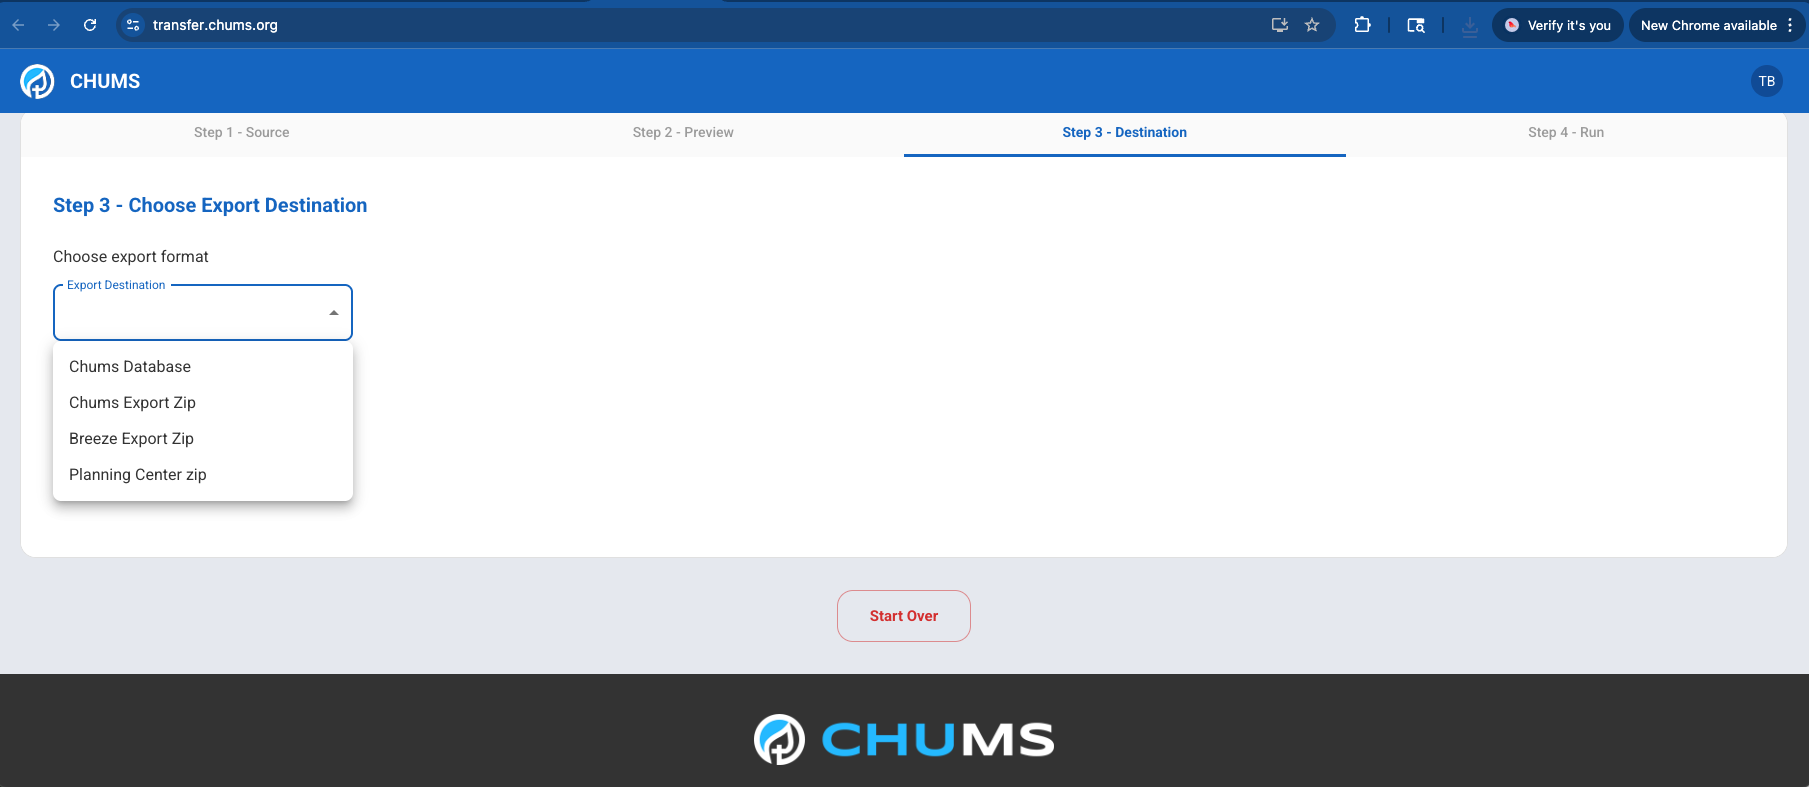 transfer.chums.org
Verify it's you
New Chrome available
CHUMS
TB
Step 1 - Source
Step 2 - Preview
Step 3 - Destination
Step 4 - Run
Step 3 - Choose Export Destination
Choose export format
Export Destination
Chums Database
Chums Export Zip
Breeze Export Zip
Planning Center zip
Start Over
CHUMS